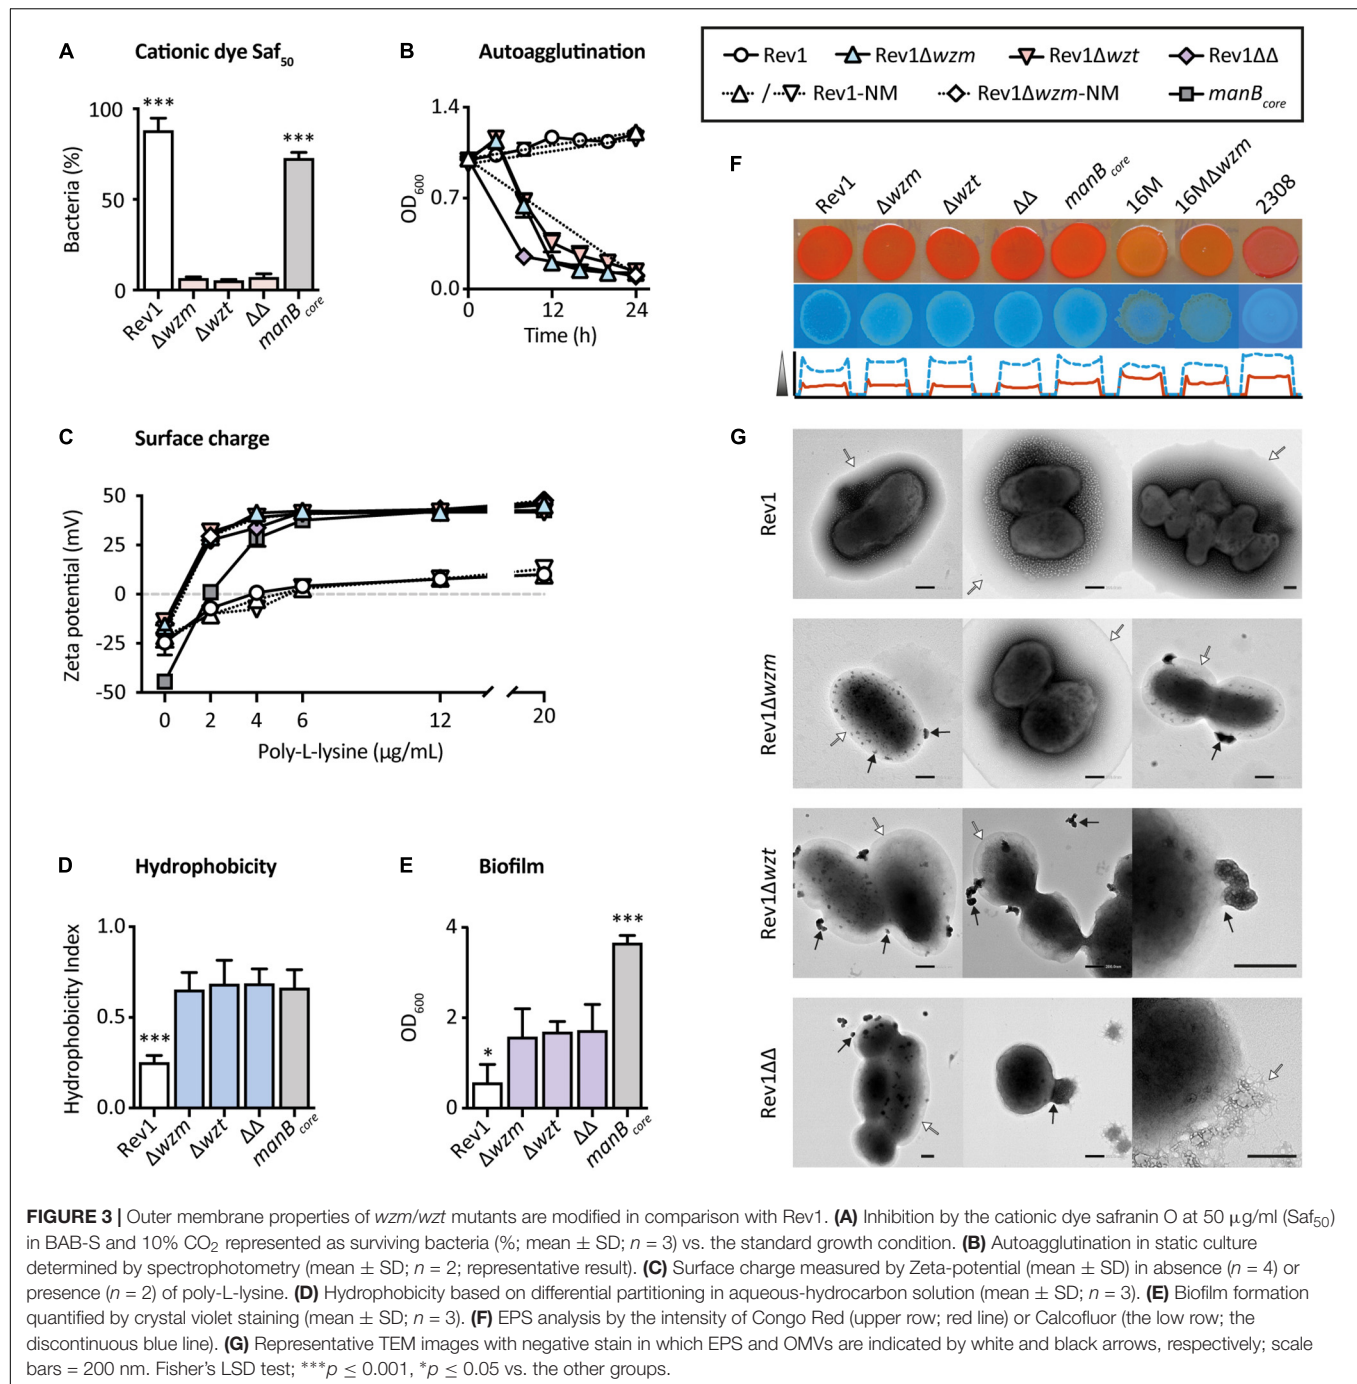 A Cationic dye Saf50
Bacteria (%)
100
50
0
***
***
Rev1
Δwzm
Δwzt
ΔΔ
manB core
B Autoagglutination
OD600
1.4
0.7
0.0
0 12 24
Time (h)
Rev1 Rev1Δwzm Rev1Δwzt Rev1ΔΔ
/ Rev1-NM Rev1Δwzm-NM manBcore
F
Rev1 Δwzm Δwzt ΔΔ manB core 16M 16MΔwzm 2308
C Surface charge
Zeta potential (mV)
50
25
0
-25
-50
0 2 4 6 12 20
Poly-L-lysine (µg/mL)
G
Rev1
Rev1Δwzm
Rev1Δwzt
Rev1ΔΔ
D Hydrophobicity
Hydrophobicity Index
1.0
0.5
0.0
***
Rev1
Δwzm
Δwzt
ΔΔ
manB core
E Biofilm
OD600
4
2
0
*
***
Rev1
Δwzm
Δwzt
ΔΔ
manB core
FIGURE 3 | Outer membrane properties of wzm/wzt mutants are modified in comparison with Rev1. (A) Inhibition by the cationic dye safranin O at 50 µg/ml (Saf50)
in BAB-S and 10% CO2 represented as surviving bacteria (%; mean ± SD; n = 3) vs. the standard growth condition. (B) Autoagglutination in static culture
determined by spectrophotometry (mean ± SD; n = 2; representative result). (C) Surface charge measured by Zeta-potential (mean ± SD) in absence (n = 4) or
presence (n = 2) of poly-L-lysine. (D) Hydrophobicity based on differential partitioning in aqueous-hydrocarbon solution (mean ± SD; n = 3). (E) Biofilm formation
quantified by crystal violet staining (mean ± SD; n = 3). (F) EPS analysis by the intensity of Congo Red (upper row; red line) or Calcofluor (the low row; the
discontinuous blue line). (G) Representative TEM images with negative stain in which EPS and OMVs are indicated by white and black arrows, respectively; scale
bars = 200 nm. Fisher's LSD test; ***p ≤ 0.001, *p ≤ 0.05 vs. the other groups.